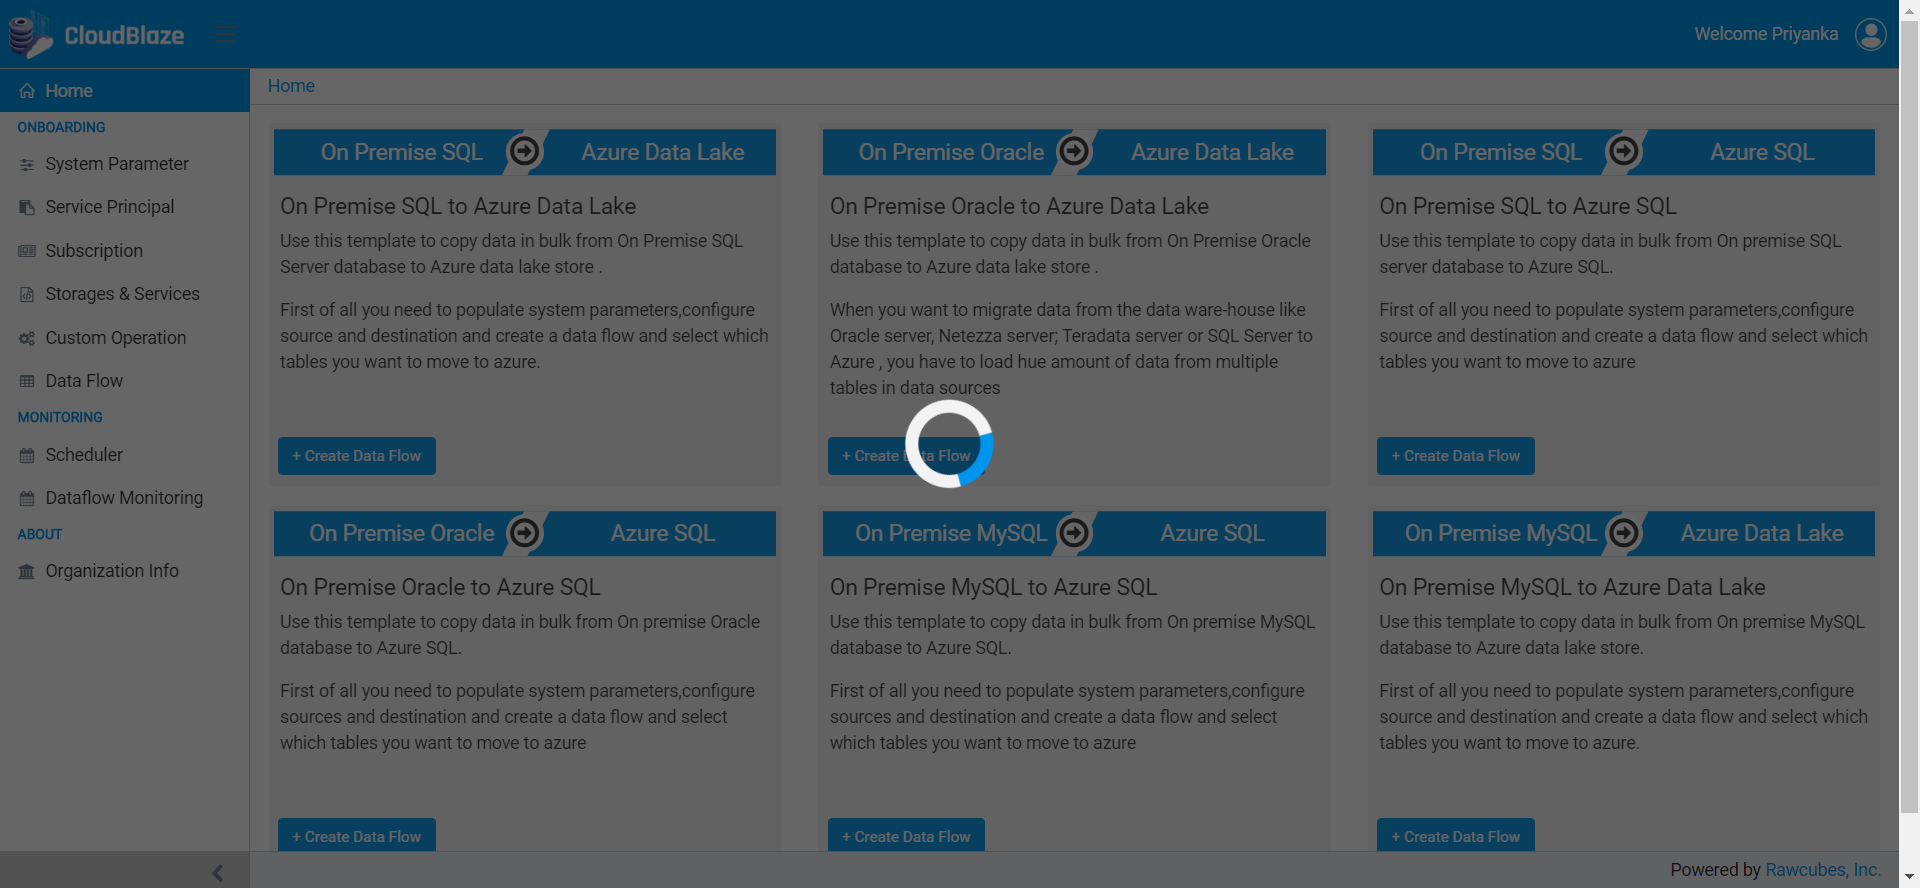 CloudBlaze
Welcome Priyanka
Home
ONBOARDING
System Parameter
Service Principal
Subscription
Storages & Services
Custom Operation
Data Flow
MONITORING
Scheduler
Dataflow Monitoring
ABOUT
Organization Info
Home
On Premise SQL
Azure Data Lake
On Premise SQL to Azure Data Lake
Use this template to copy data in bulk from On Premise SQL
Server database to Azure data lake store .
First of all you need to populate system parameters,configure
source and destination and create a data flow and select which
tables you want to move to azure.
+ Create Data Flow
On Premise Oracle
Azure Data Lake
On Premise Oracle to Azure Data Lake
Use this template to copy data in bulk from On Premise Oracle
database to Azure data lake store .
When you want to migrate data from the data ware-house like
Oracle server, Netezza server; Teradata server or SQL Server to
Azure , you have to load hue amount of data from multiple
tables in data sources
+ Create Data Flow
On Premise SQL
Azure SQL
On Premise SQL to Azure SQL
Use this template to copy data in bulk from On premise SQL
server database to Azure SQL.
First of all you need to populate system parameters,configure
source and destination and create a data flow and select which
tables you want to move to azure
+ Create Data Flow
On Premise Oracle
Azure SQL
On Premise Oracle to Azure SQL
Use this template to copy data in bulk from On premise Oracle
database to Azure SQL.
First of all you need to populate system parameters,configure
sources and destination and create a data flow and select
which tables you want to move to azure
+ Create Data Flow
On Premise MySQL
Azure SQL
On Premise MySQL to Azure SQL
Use this template to copy data in bulk from On premise MySQL
database to Azure SQL.
First of all you need to populate system parameters,configure
sources and destination and create a data flow and select
which tables you want to move to azure
+ Create Data Flow
On Premise MySQL
Azure Data Lake
On Premise MySQL to Azure Data Lake
Use this template to copy data in bulk from On premise MySQL
database to Azure data lake store.
First of all you need to populate system parameters,configure
source and destination and create a data flow and select which
tables you want to move to azure.
+ Create Data Flow
Powered by Rawcubes, Inc.